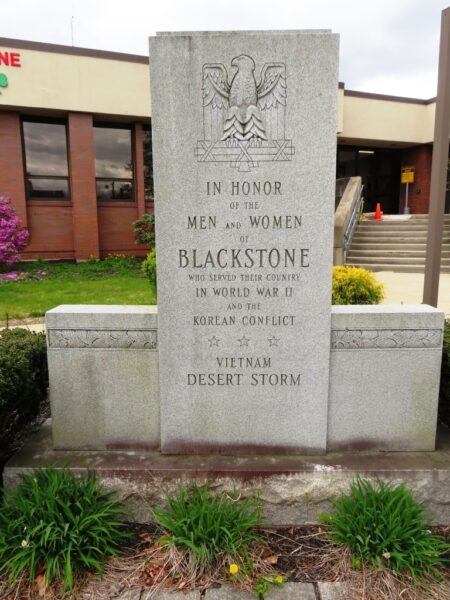 NE
IN HONOR
OF THE
MEN AND WOMEN
OF
BLACKSTONE
WHO SERVED THEIR COUNTRY
IN WORLD WAR II
AND THE
KOREAN CONFLICT
VIETNAM
DESERT STORM